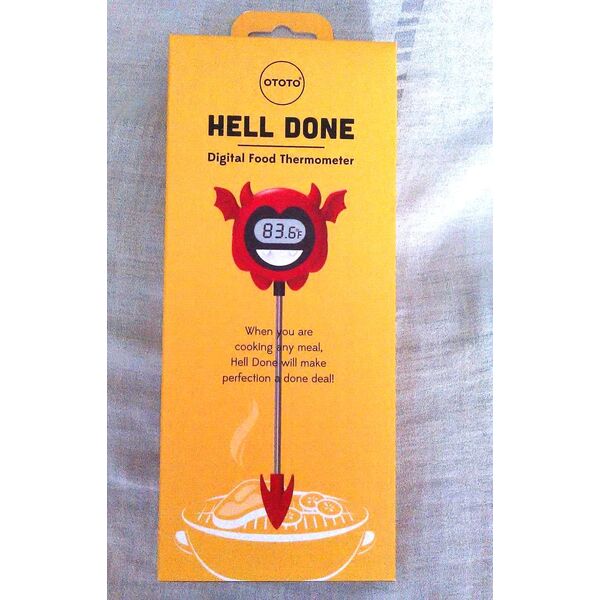 OTOTO®
HELL DONE
Digital Food Thermometer
83.6°F
When you are
cooking any meal,
Hell Done will make
perfection a done deal!